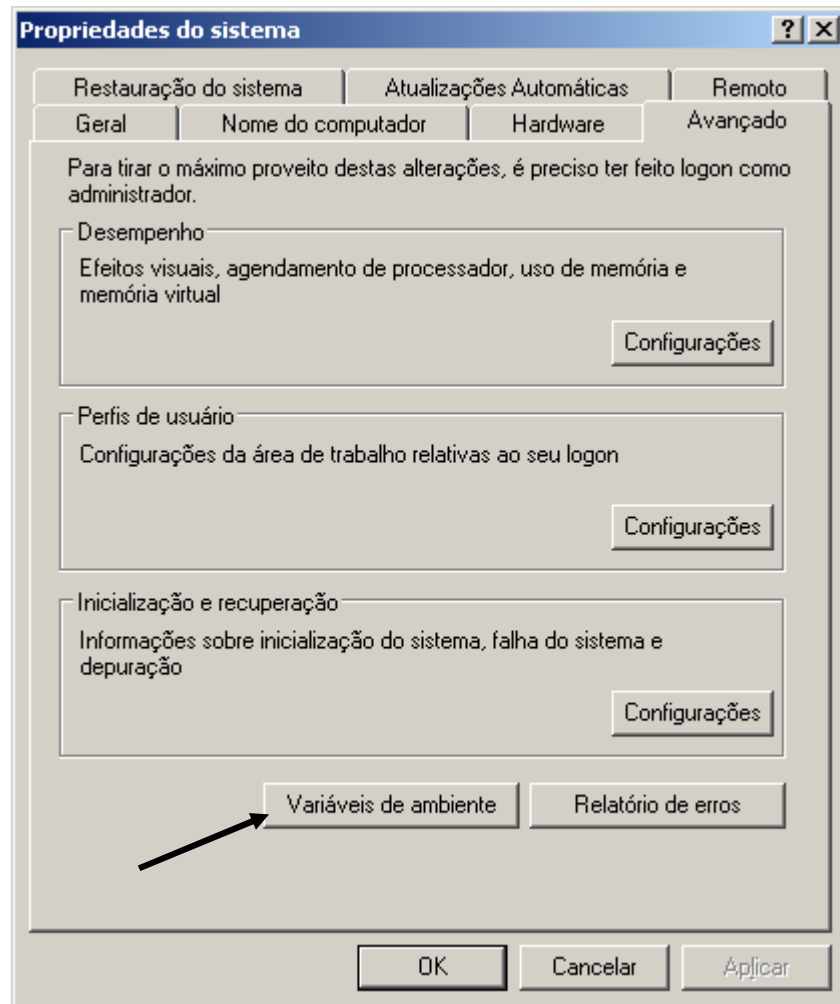 Propriedades do sistema
Restauração do sistema
Atualizações Automáticas
Remoto
Geral
Nome do computador
Hardware
Avançado
Para tirar o máximo proveito destas alterações, é preciso ter feito logon como
administrador.
Desempenho
Efeitos visuais, agendamento de processador, uso de memória e
memória virtual
Configurações
Perfis de usuário
Configurações da área de trabalho relativas ao seu logon
Configurações
Inicialização e recuperação
Informações sobre inicialização do sistema, falha do sistema e
depuração
Configurações
Variáveis de ambiente
Relatório de erros
OK
Cancelar
Aplicar